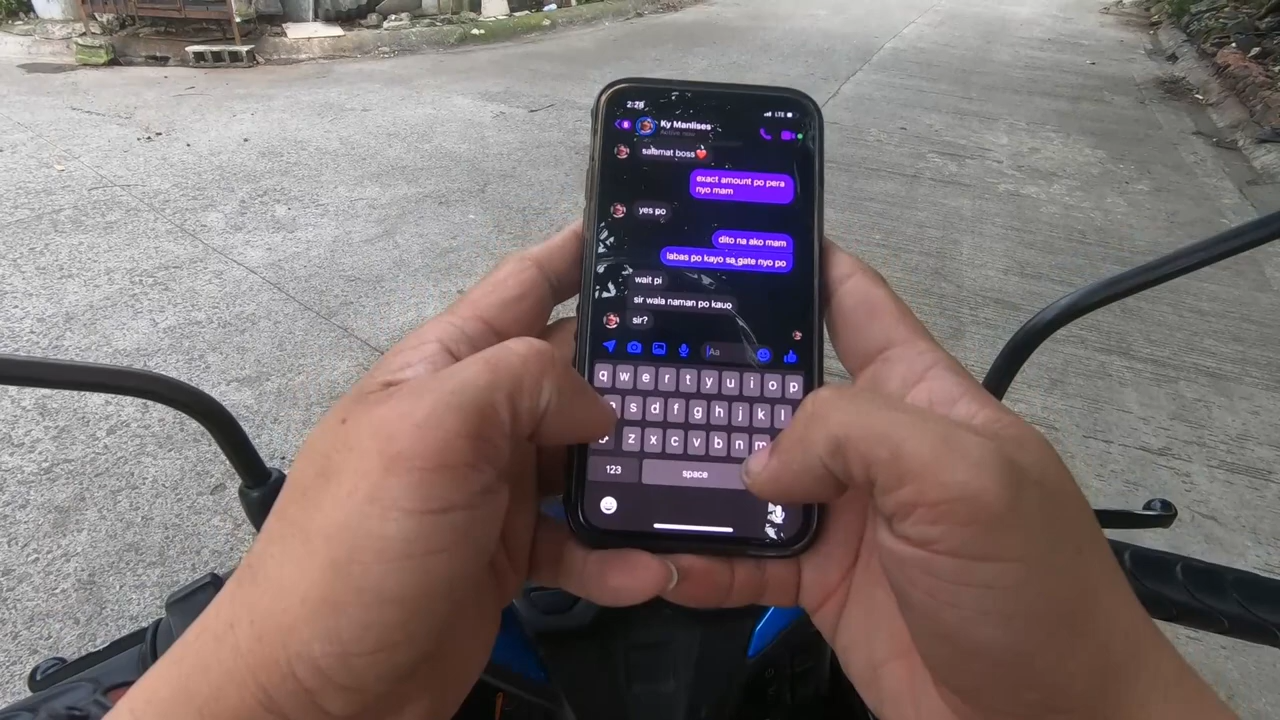 2:28
LTE
6
Ky Manlises
Active now
salamat boss❤️
exact amount po pera
nyo mam
yes po
dito na ako mam
labas po kayo sa gate nyo po
wait pi
sir wala naman po kauo
sir?
Aa
q w e r t y u i o p
s d f g h j k l
z x c v b n m
123
space